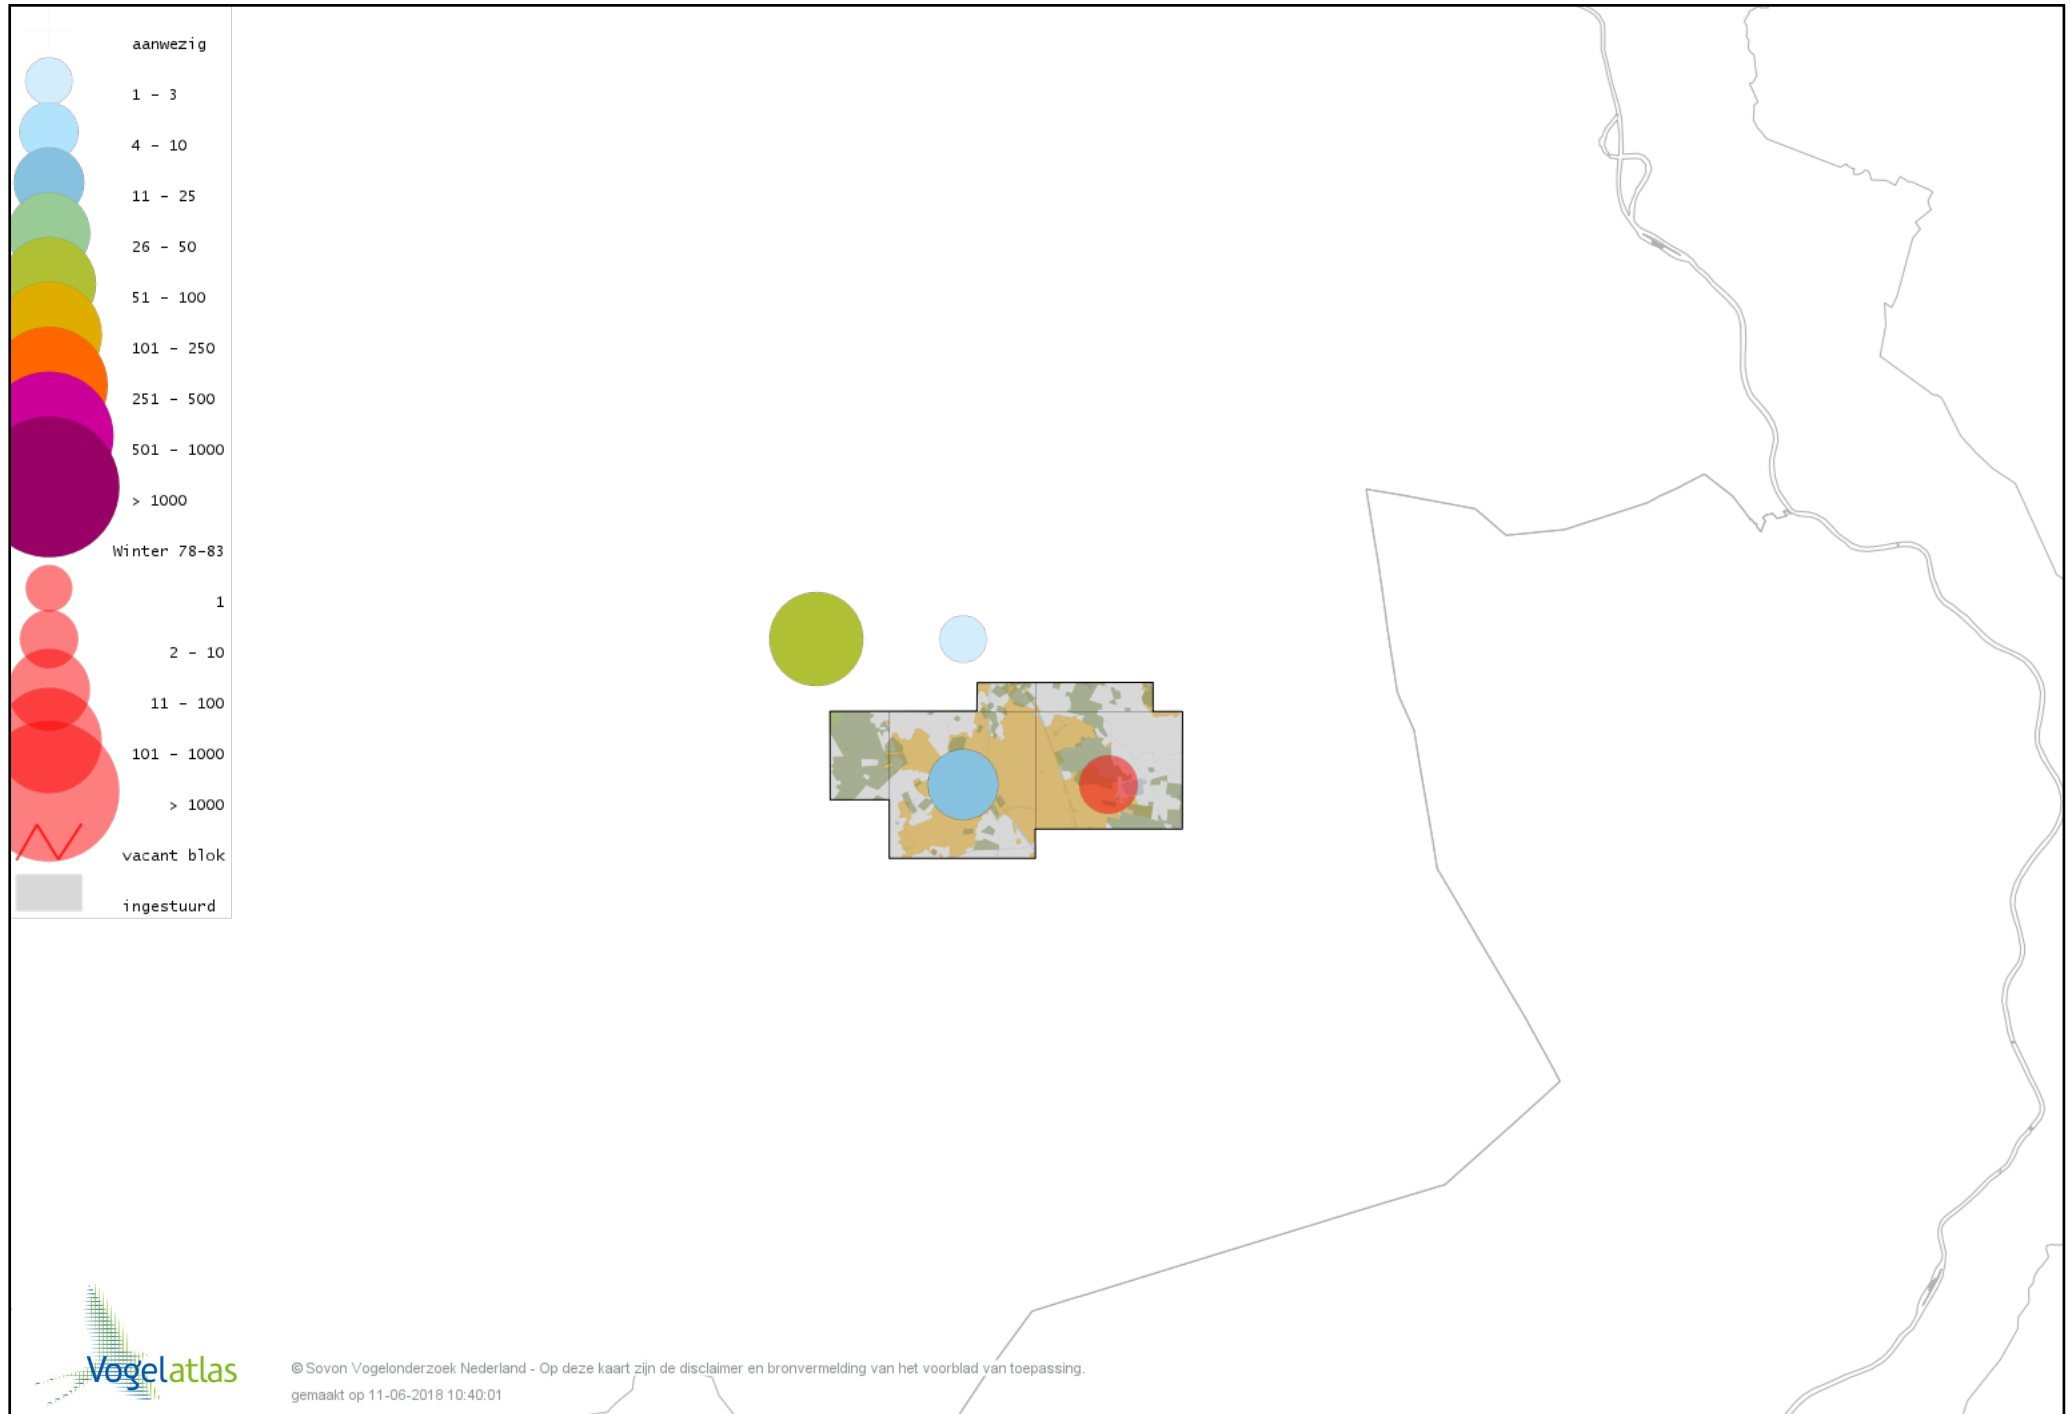 aanwezig
1 - 3
4 - 10
11 - 25
26 - 50
51 - 100
101 - 250
251 - 500
501 - 1000
> 1000
Winter 78-83
1
2 - 10
11 - 100
101 - 1000
> 1000
vacant blok
ingestuurd
Vogelatlas
© Sovon Vogelonderzoek Nederland - Op deze kaart zijn de disclaimer en bronvermelding van het voorblad van toepassing.
gemaakt op 11-06-2018 10:40:01